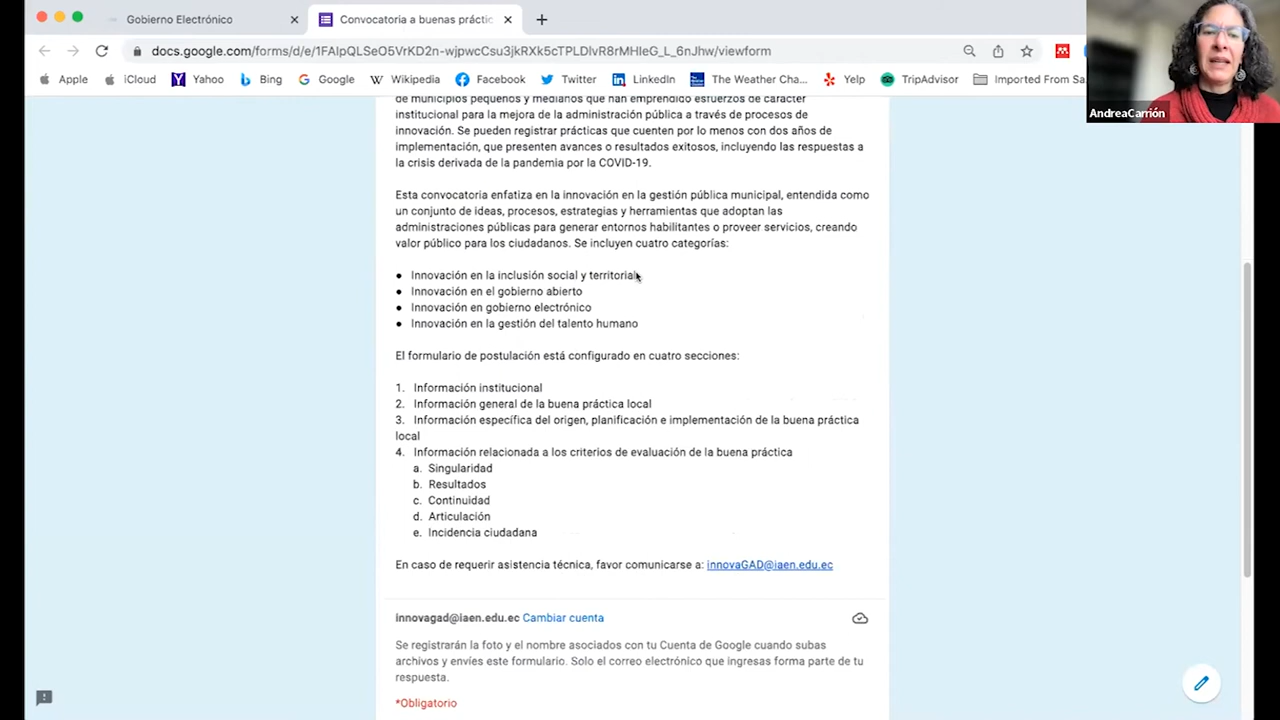 Gobierno Electrónico
Convocatoria a buenas práctic
docs.google.com/forms/d/e/1FAIpQLSeO5VrKD2n-wjpwcCsu3jkRXk5cTPLDlvR8rMHIeG_L_6nJhw/viewform
Apple iCloud Yahoo Bing Google Wikipedia Facebook Twitter LinkedIn The Weather Cha... Yelp TripAdvisor Imported From Sa
AndreaCarrión
de municipios pequeños y medianos que han emprendido esfuerzos de carácter
institucional para la mejora de la administración pública a través de procesos de
innovación. Se pueden registrar prácticas que cuenten por lo menos con dos años de
implementación, que presenten avances o resultados exitosos, incluyendo las respuestas a
la crisis derivada de la pandemia por la COVID-19.
Esta convocatoria enfatiza en la innovación en la gestión pública municipal, entendida como
un conjunto de ideas, procesos, estrategias y herramientas que adoptan las
administraciones públicas para generar entornos habilitantes o proveer servicios, creando
valor público para los ciudadanos. Se incluyen cuatro categorías:
● Innovación en la inclusión social y territorial
● Innovación en el gobierno abierto
● Innovación en gobierno electrónico
● Innovación en la gestión del talento humano
El formulario de postulación está configurado en cuatro secciones:
1. Información institucional
2. Información general de la buena práctica local
3. Información específica del origen, planificación e implementación de la buena práctica
local
4. Información relacionada a los criterios de evaluación de la buena práctica
a. Singularidad
b. Resultados
c. Continuidad
d. Articulación
e. Incidencia ciudadana
En caso de requerir asistencia técnica, favor comunicarse a: innovaGAD@iaen.edu.ec
innovagad@iaen.edu.ec Cambiar cuenta
Se registrarán la foto y el nombre asociados con tu Cuenta de Google cuando subas
archivos y envíes este formulario. Solo el correo electrónico que ingresas forma parte de tu
respuesta.
*Obligatorio